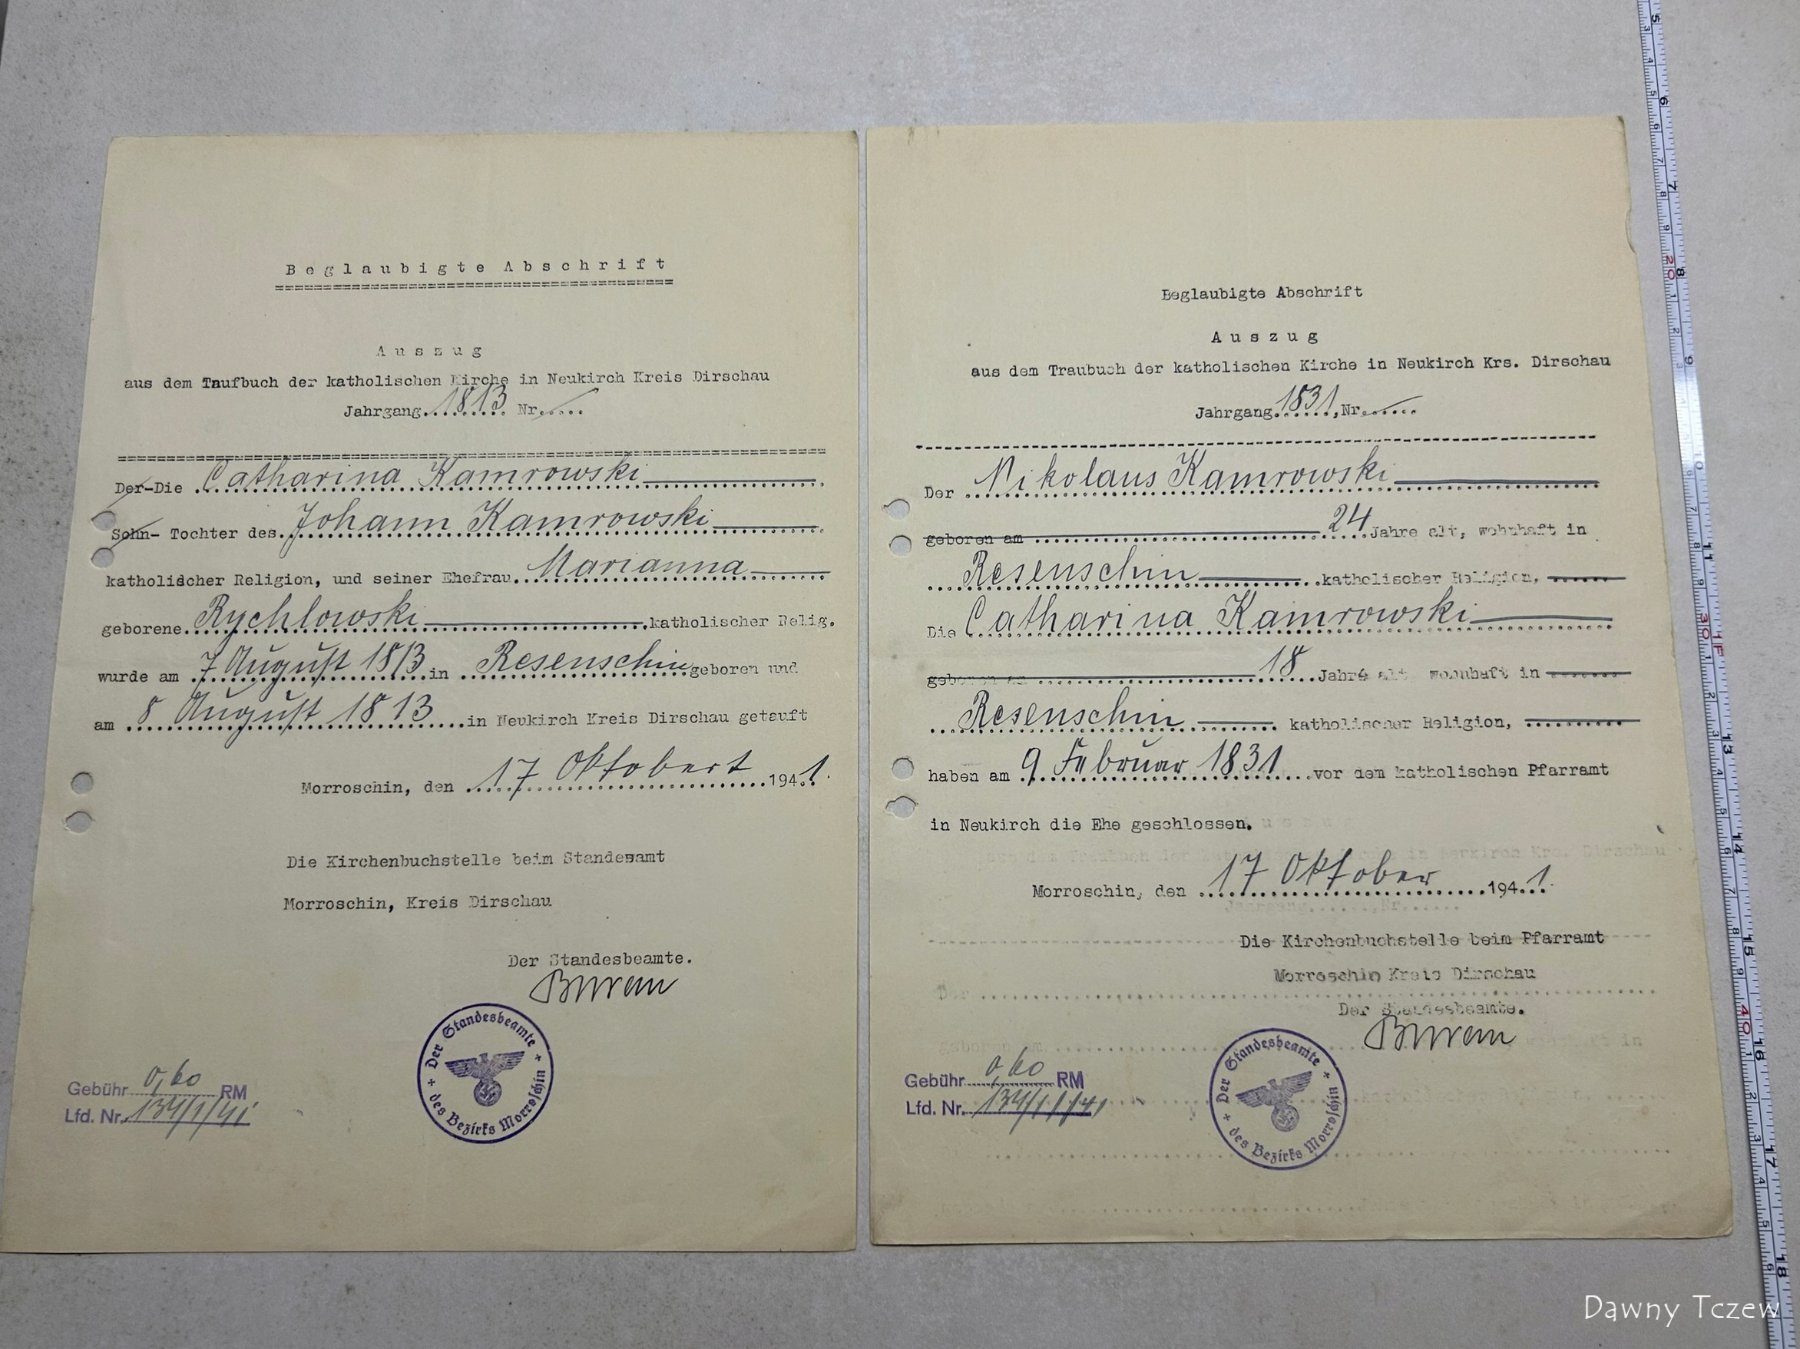 Beglaubigte Abschrift
Auszug
aus dem Taufbuch der katholischen Kirche in Neukirch Kreis Dirschau
Jahrgang 1813 Nr.
Der-Die Catharina Kamrowski
Sohn- Tochter des Johann Kamrowski
katholischer Religion, und seiner Ehefrau Marianna
geborene Rychlowski katholischer Relig.
wurde am 7 August 1813 in Resenschin geboren und
am 8 August 1813 in Neukirch Kreis Dirschau getauft
Morroschin, den 17 Oktobert 1941.
Die Kirchenbuchstelle beim Standesamt
Morroschin, Kreis Dirschau
Der Standesbeamte.
Der Standesbeamte
des Bezirks Morroschin
Gebühr 0,60 RM
Lfd. Nr. 134/1/41
Beglaubigte Abschrift
Auszug
aus dem Traubuch der katholischen Kirche in Neukirch Krs. Dirschau
Jahrgang 1831, Nr.
Der Nikolaus Kamrowski
geboren am 24 Jahre alt, wohnhaft in
Resenschin katholischer Religion,
Die Catharina Kamrowski
geboren am 18 Jahre alt, wohnhaft in
Resenschin katholischer Religion,
haben am 9 Februar 1831 vor dem katholischen Pfarramt
in Neukirch die Ehe geschlossen.
Morroschin, den 17 Oktober 1941.
Die Kirchenbuchstelle beim Pfarramt
Morroschin Kreis Dirschau
Der Standesbeamte.
Der Standesbeamte
des Bezirks Morroschin
Gebühr 0,60 RM
Lfd. Nr.
Dawny Tczew